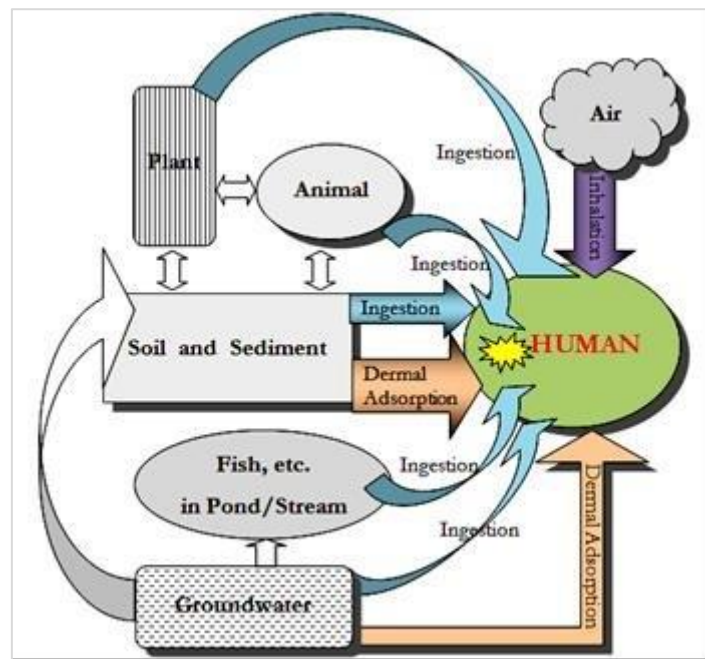 Air
Plant
Ingestion
Inhalation
Animal
Ingestion
Ingestion
Soil and Sediment
HUMAN
Dermal
Adsorption
Fish, etc.
in Pond/Stream
Ingestion
Ingestion
Dermal Adsorption
Groundwater